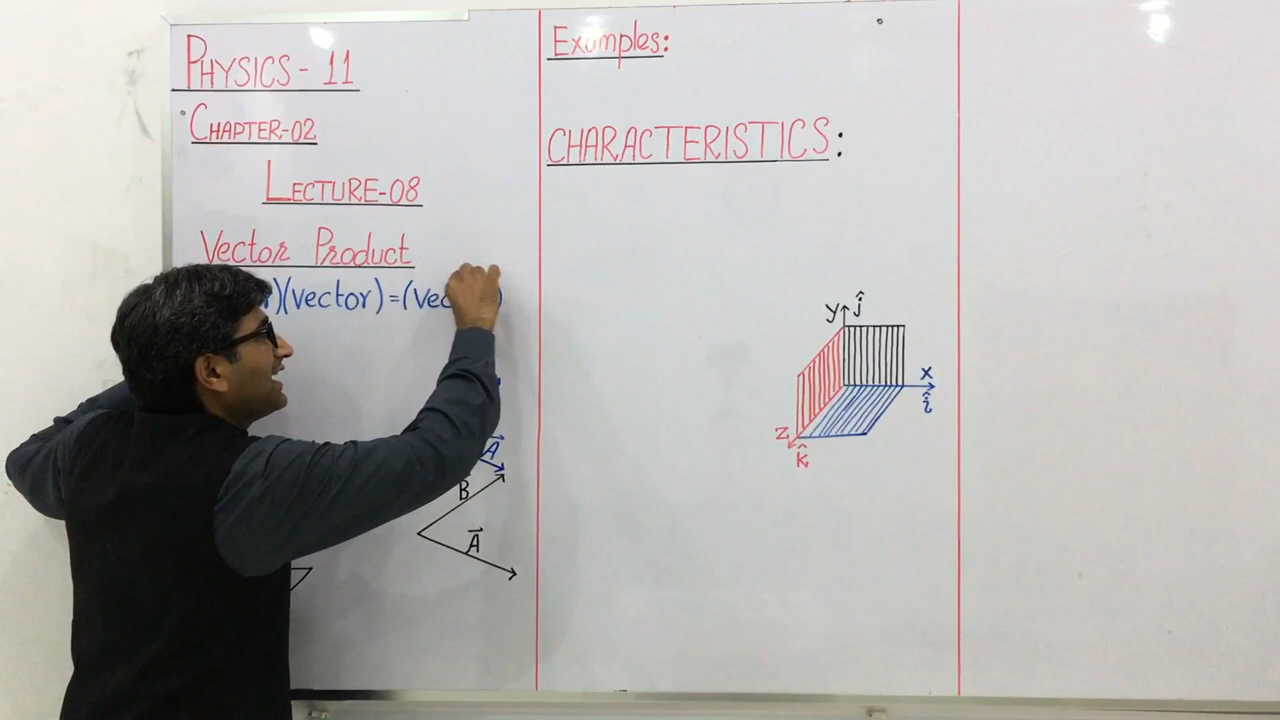 PHYSICS - 11
CHAPTER-02
LECTURE-08
Vector Product
)(vector) = (vec
A
B
A
Examples:
CHARACTERISTICS:
y ĵ
x
î
z
k̂